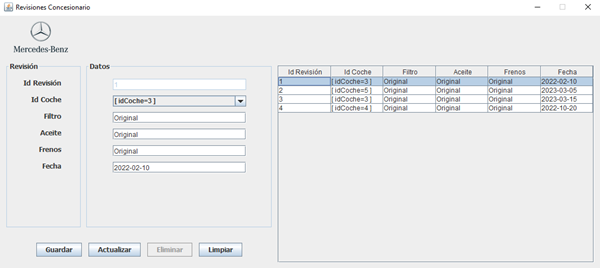 Revisiones Concesionario
Mercedes-Benz
Revisión
Datos
Id Revisión
1
Id Coche
[ idCoche=3 ]
Filtro
Original
Aceite
Original
Frenos
Original
Fecha
2022-02-10
Guardar Actualizar Eliminar Limpiar
Id Revisión Id Coche Filtro Aceite Frenos Fecha
1 [ idCoche=3 ] Original Original Original 2022-02-10
2 [ idCoche=5 ] Original Original Original 2023-03-05
3 [ idCoche=3 ] Original Original Original 2023-03-15
4 [ idCoche=4 ] Original Original Original 2022-10-20